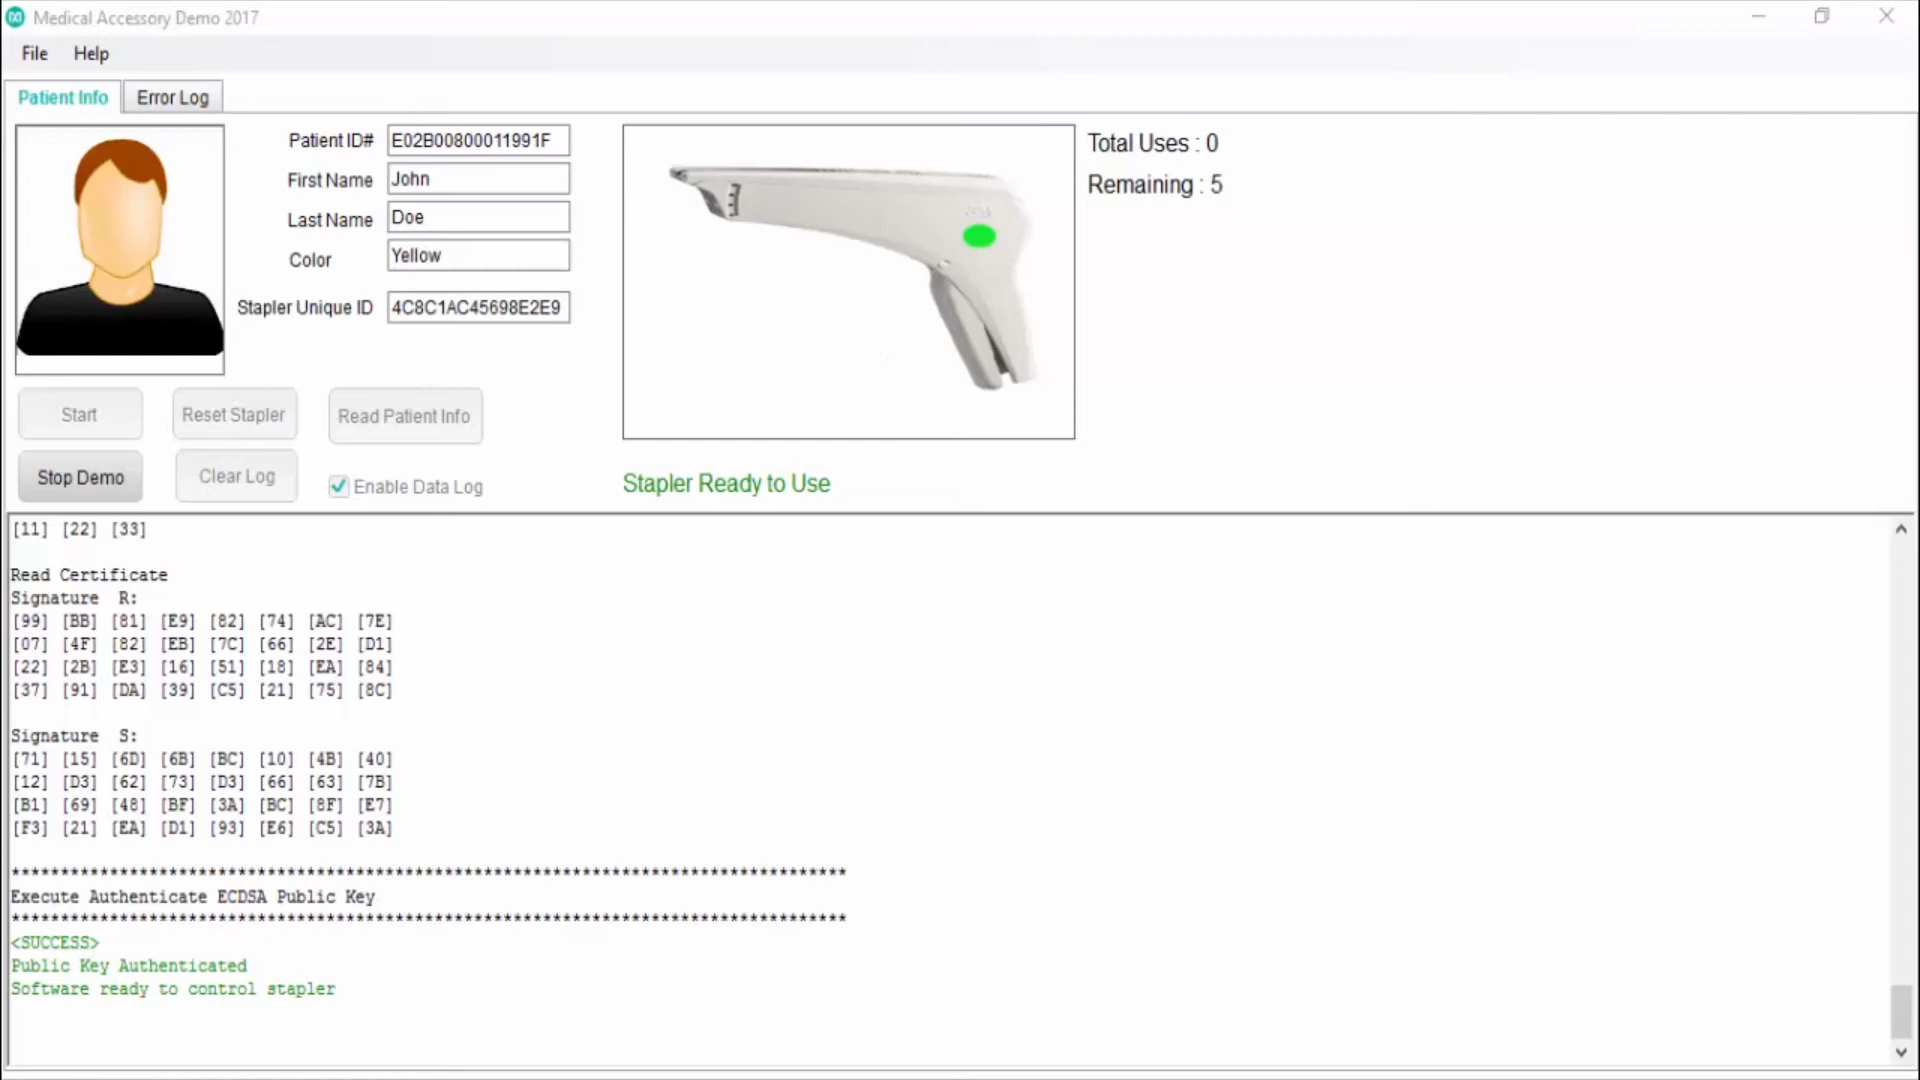 Medical Accessory Demo 2017
File Help
Patient Info Error Log
Patient ID# E02B00800011991F
First Name John
Last Name Doe
Color Yellow
Stapler Unique ID 4C8C1AC45698E2E9
Total Uses : 0
Remaining : 5
Start Reset Stapler Read Patient Info
Stop Demo Clear Log Enable Data Log
Stapler Ready to Use
[11] [22] [33]
Read Certificate
Signature R:
[99] [BB] [81] [E9] [82] [74] [AC] [7E]
[07] [4F] [82] [EB] [7C] [66] [2E] [D1]
[22] [2B] [E3] [16] [51] [18] [EA] [84]
[37] [91] [DA] [39] [C5] [21] [75] [8C]
Signature S:
[71] [15] [6D] [6B] [BC] [10] [4B] [40]
[12] [D3] [62] [73] [D3] [66] [63] [7B]
[B1] [69] [48] [BF] [3A] [BC] [8F] [E7]
[F3] [21] [EA] [D1] [93] [E6] [C5] [3A]
*************************************************************************************
Execute Authenticate ECDSA Public Key
*************************************************************************************
<SUCCESS>
Public Key Authenticated
Software ready to control stapler